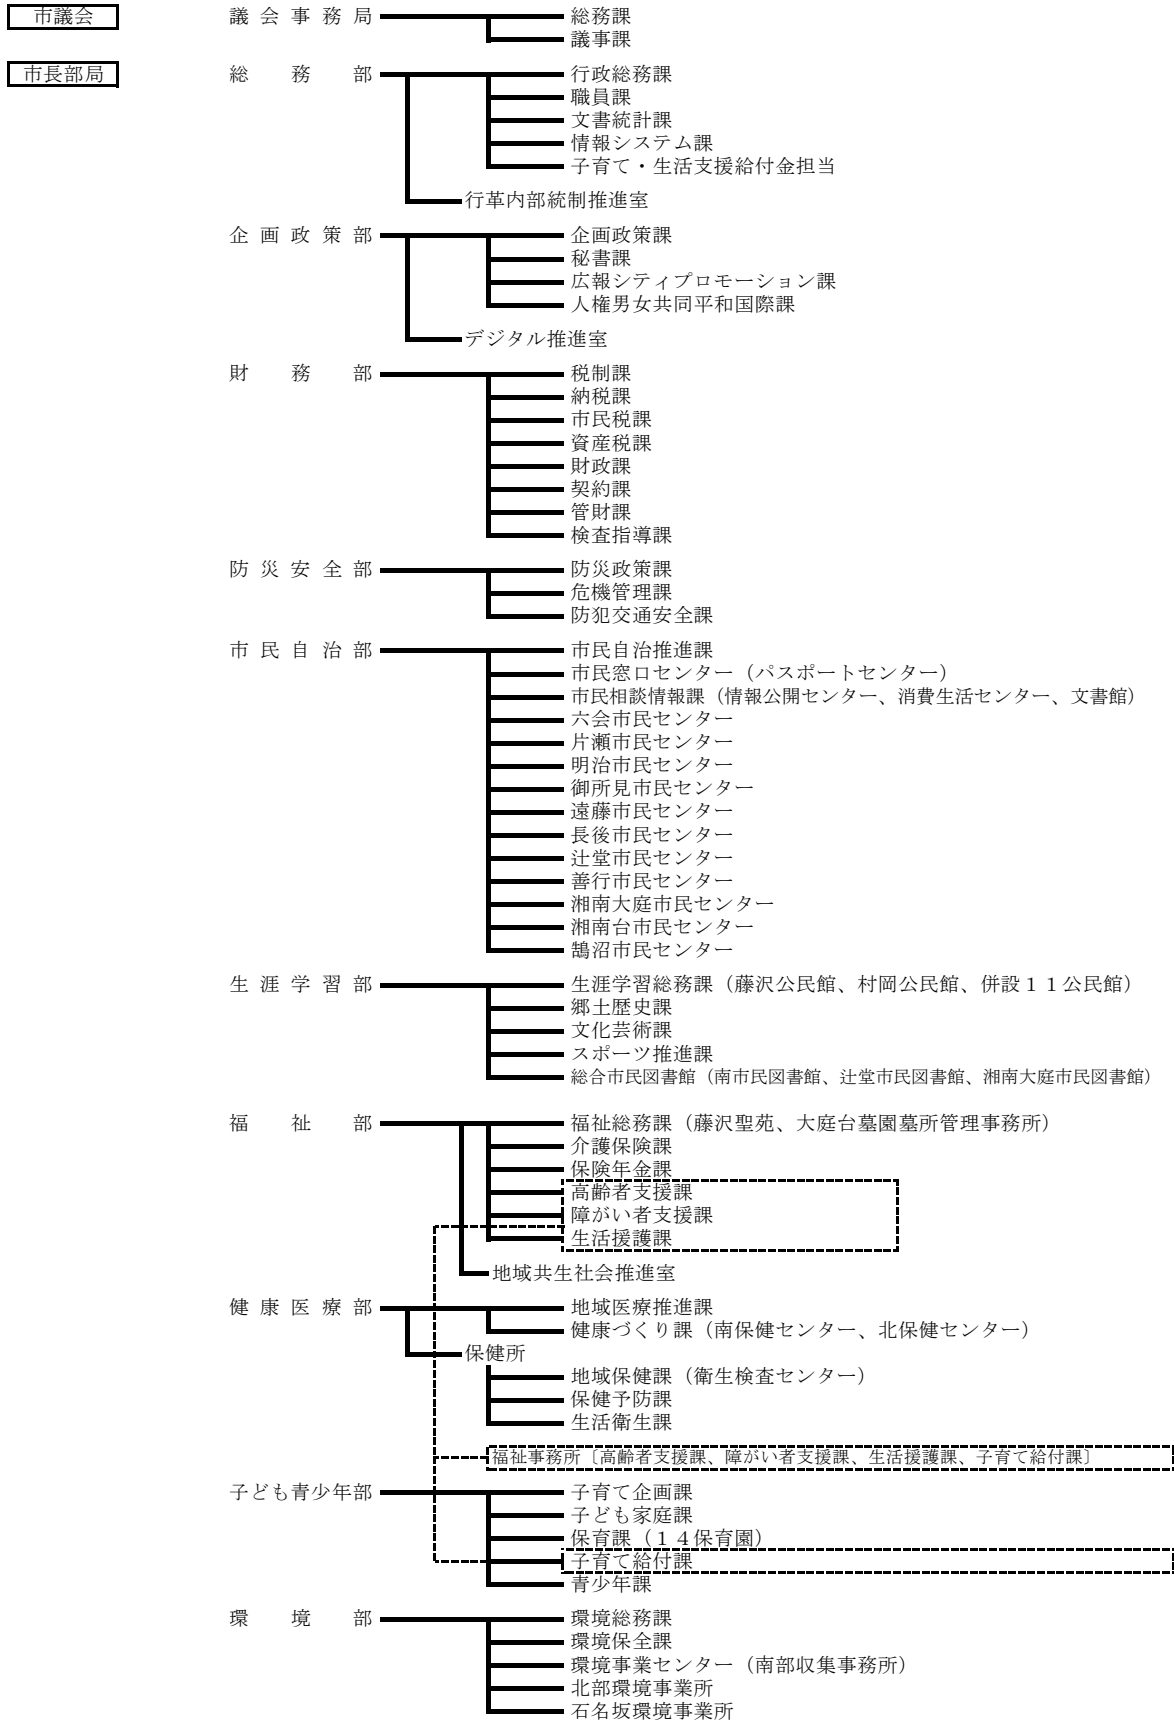 市議会　議会事務局　総務課
議事課
市長部局　総務部　行政総務課
職員課
文書統計課
情報システム課
子育て・生活支援給付金担当
行革内部統制推進室
企画政策部　企画政策課
秘書課
広報シティプロモーション課
人権男女共同平和国際課
デジタル推進室
財務部　税制課
納税課
市民税課
資産税課
財政課
契約課
管財課
検査指導課
防災安全部　防災政策課
危機管理課
防犯交通安全課
市民自治部　市民自治推進課
市民窓口センター（パスポートセンター）
市民相談情報課（情報公開センター、消費生活センター、文書館）
六会市民センター
片瀬市民センター
明治市民センター
御所見市民センター
遠藤市民センター
長後市民センター
辻堂市民センター
善行市民センター
湘南大庭市民センター
湘南台市民センター
鵠沼市民センター
生涯学習部　生涯学習総務課（藤沢公民館、村岡公民館、併設１１公民館）
郷土歴史課
文化芸術課
スポーツ推進課
総合市民図書館（南市民図書館、辻堂市民図書館、湘南大庭市民図書館）
福祉部　福祉総務課（藤沢聖苑、大庭台墓園墓所管理事務所）
介護保険課
保険年金課
高齢者支援課
障がい者支援課
生活援護課
地域共生社会推進室
健康医療部　地域医療推進課
健康づくり課（南保健センター、北保健センター）
保健所
地域保健課（衛生検査センター）
保健予防課
生活衛生課
福祉事務所〔高齢者支援課、障がい者支援課、生活援護課、子育て給付課〕
子ども青少年部　子育て企画課
子ども家庭課
保育課（１４保育園）
子育て給付課
青少年課
環境部　環境総務課
環境保全課
環境事業センター（南部収集事務所）
北部環境事業所
石名坂環境事業所